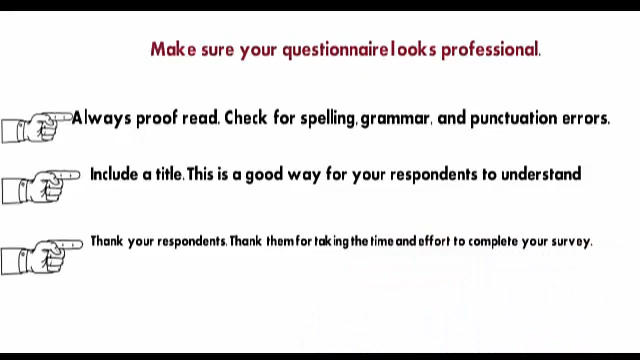 Make sure your questionnaire looks professional.
Always proof read. Check for spelling, grammar, and punctuation errors.
Include a title. This is a good way for your respondents to understand
Thank your respondents. Thank them for taking the time and effort to complete your survey.